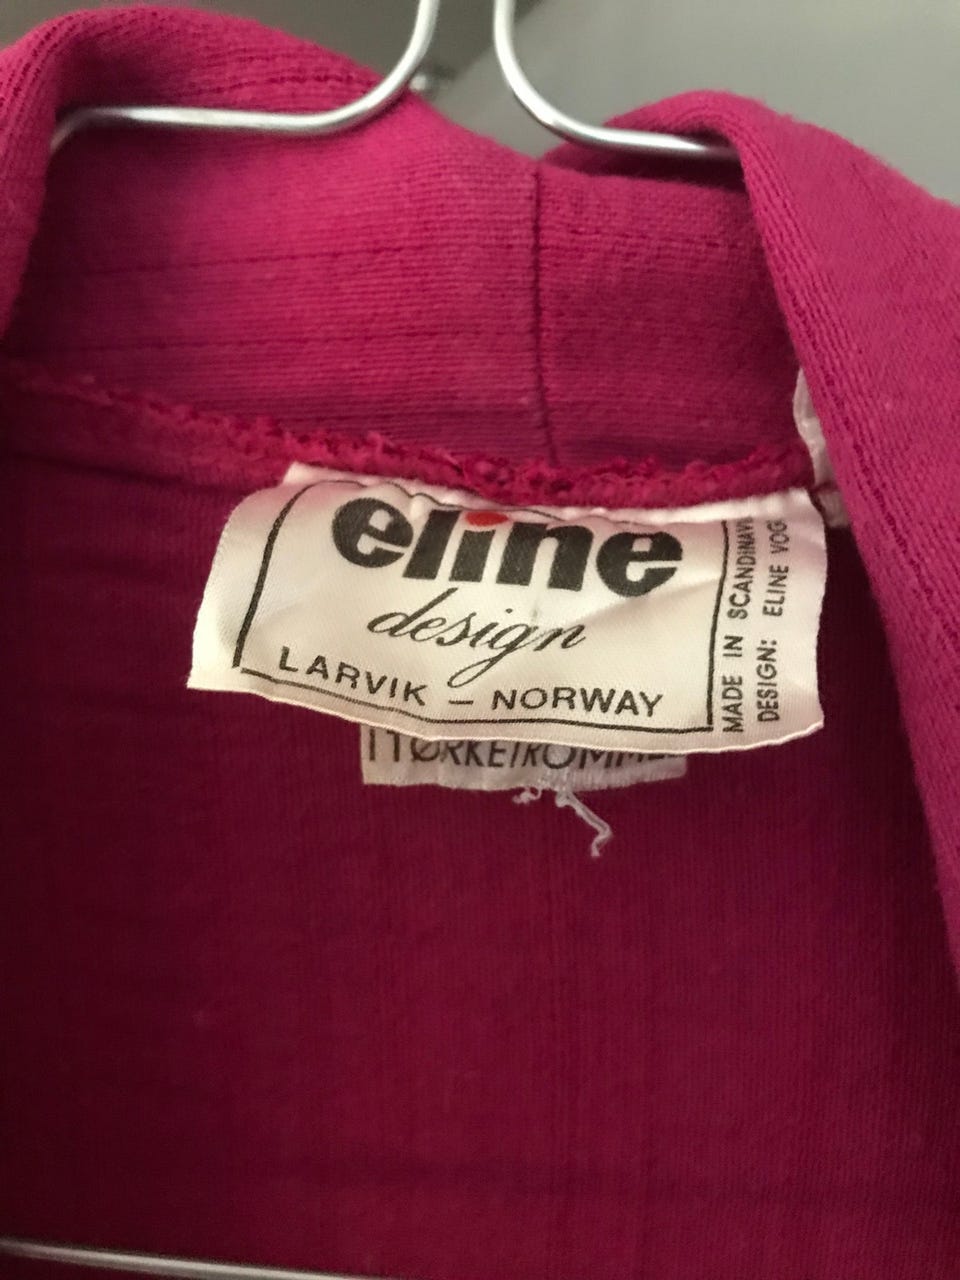 eline
design
LARVIK – NORWAY
MADE IN
DESIGN: ELINE